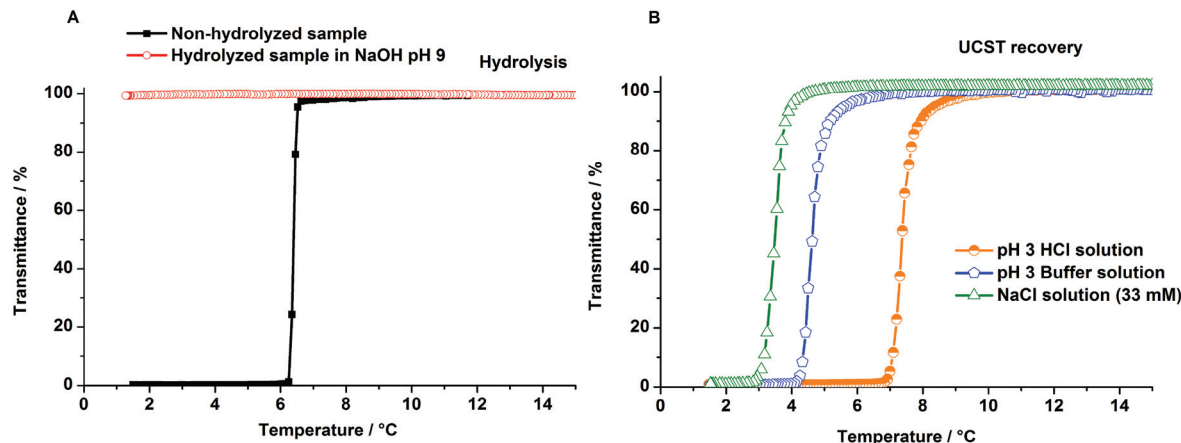 A
Non-hydrolyzed sample
Hydrolyzed sample in NaOH pH 9
Hydrolysis
100
80
60
40
20
0
0 2 4 6 8 10 12 14
Transmittance / %
Temperature / °C
B
UCST recovery
100
80
60
40
20
0
0 2 4 6 8 10 12 14
Transmittance / %
Temperature / °C
pH 3 HCl solution
pH 3 Buffer solution
NaCl solution (33 mM)